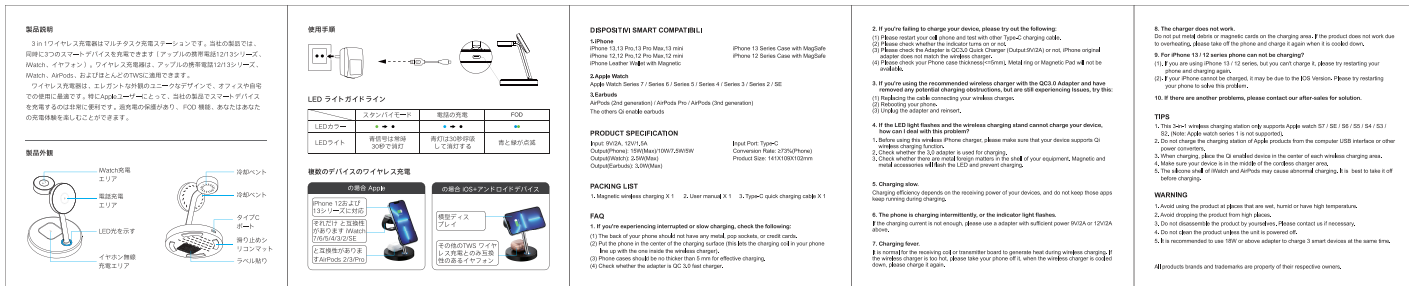 製品説明
3 in 1ワイヤレス充電器はマルチタスク充電ステーションです。当社の製品では、
同時に3つのスマートデバイスを充電できます（アップルの携帯電話12/13シリーズ、
iWatch、イヤフォン）。ワイヤレス充電器は、アップルの携帯電話12/13シリーズ、
iWatch、AirPods、およびほとんどのTWSに適用できます。
ワイヤレス充電器は、エレガントな外観のユニークなデザインで、オフィスや自宅
での使用に最適です。特にAppleユーザーにとって、当社の製品でスマートデバイス
を充電するのは非常に便利です。過充電の保護があり、FOD 機能、あなたはあなた
の充電体験を楽しむことができます。
製品外観
iWatch充電
エリア
電話充電
エリア
LED光を示す
イヤホン無線
充電エリア
冷却ベント
冷却ベント
タイプC
ポート
滑り止めシ
リコンマット
ラベル貼り
使用手順
LED ライトガイドライン
スタンバイモード 電話の充電 FOD
LEDカラー
LEDライト 青信号は常時30秒で消灯 青灯は30秒呼吸して消灯する 青と緑が点滅
複数のデバイスのワイヤレス充電
の場合 Apple
iPhone 12および
13シリーズに対応
それだけ と互換性
があります iWatch
7/6/5/4/3/2/SE
と互換性がありま
すAirPods 2/3/Pro
の場合 iOS+アンドロイドデバイス
横型ディス
プレイ
その他のTWS ワイヤ
レス充電とのみ互換
性のあるイヤフォン
DISPOSITIVI SMART COMPATIBILI
1.iPhone
iPhone 13,13 Pro,13 Pro Max,13 mini iPhone 13 Series Case with MagSafe
iPhone 12,12 Pro,12 Pro Max,12 mini iPhone 12 Series Case with MagSafe
iPhone Leather Wallet with Magnetic
2.Apple Watch
Apple Watch Series 7 / Series 6 / Series 5 / Series 4 / Series 3 / Series 2 / SE
3.Earbuds
AirPods (2nd generation) / AirPods Pro / AirPods (3nd generation)
The others Qi enable earbuds
PRODUCT SPECIFICATION
Input: 9V/2A, 12V/1.5A Input Port: Type-C
Output(Phone): 15W(Max)/10W/7.5W/5W Conversion Rate: ≥73%(Phone)
Output(iWatch): 2.5W(Max) Product Size: 141X109X102mm
Output(Earbuds): 3.0W(Max)
PACKING LIST
1. Magnetic wireless charging X 1 2. User manual X 1 3. Type-C quick charging cable X 1
FAQ
1. If you're experiencing interrupted or slow charging, check the following:
(1) The back of your phone should not have any metal, pop sockets, or credit cards.
(2) Put the phone in the center of the charging surface (this lets the charging coil in your phone
line up with the one inside the wireless charger).
(3) Phone cases should be no thicker than 5 mm for effective charging.
(4) Check whether the adapter is QC 3.0 fast charger.
2. If you're failing to charge your device, please try out the following:
(1) Please restart your cell phone and test with other Type-C charging cable.
(2) Please check whether the indicator turns on or not.
(3) Please check the Adapter is QC3.0 Quick Charger (Output:9V/2A) or not, iPhone original
adapter does not match the wireless charger.
(4) Please check your Phone case thickness(<=5mm), Metal ring or Magnetic Pad will not be
available.
3. If you're using the recommended wireless charger with the QC3.0 Adapter and have
removed any potential charging obstructions, but are still experiencing Issues, try this:
(1) Replacing the cable connecting your wireless charger.
(2) Rebooting your phone.
(3) Unplug the adapter and reinsert.
4. If the LED light flashes and the wireless charging stand cannot charge your device,
how can I deal with this problem?
1. Before using this wireless iPhone charger, please make sure that your device supports Qi
wireless charging function.
2. Check whether the 3.0 adapter is used for charging.
3. Check whether there are metal foreign matters in the shell of your equipment. Magnetic and
metal accessories will flash the LED and prevent charging.
5. Charging slow.
Charging efficiency depends on the receiving power of your devices, and do not keep those apps
keep running during charging.
6. The phone is charging intermittently, or the indicator light flashes.
If the charging current is not enough, please use a adapter with sufficient power 9V/2A or 12V/2A
above.
7. Charging fever.
It is normal for the receiving coil or transmitter board to generate heat during wireless charging. If
the wireless charger is too hot, please take your phone off it, when the wireless charger is cooled
down, please charge it again.
8. The charger does not work.
Do not put metal debris or magnetic cards on the charging area. If the product does not work due
to overheating, please take off the phone and charge it again when it is cooled down.
9. For iPhone 13 / 12 series phone can not be charging?
(1). If you are using iPhone 13 / 12 series, but you can't charge it, please try restarting your
phone and charging again.
(2). If your iPhone cannot be charged, it may be due to the IOS Version. Please try restarting
your phone to solve this problem.
10. If there are another problems, please contact our after-sales for solution.
TIPS
1. This 3-in-1 wireless charging station only supports Apple watch S7 / SE / S6 / S5 / S4 / S3 /
S2. (Note: Apple watch series 1 is not supported).
2. Do not charge the charging station of Apple products from the computer USB interface or other
power converters.
3. When charging, place the Qi enabled device in the center of each wireless charging area.
4. Make sure your device is in the middle of the cordless charger area.
5. The silicone shell of iWatch and AirPods may cause abnormal charging. It is best to take it off
before charging.
WARNING
1. Avoid using the product at places that are wet, humid or have high temperature.
2. Avoid dropping the product from high places.
3. Do not disassemble the product by yourselves. Please contact us if necessary.
4. Do not clean the product unless the unit is powered off.
5. It is recommended to use 18W or above adapter to charge 3 smart devices at the same time.
All products brands and trademarks are property of their respective owners.